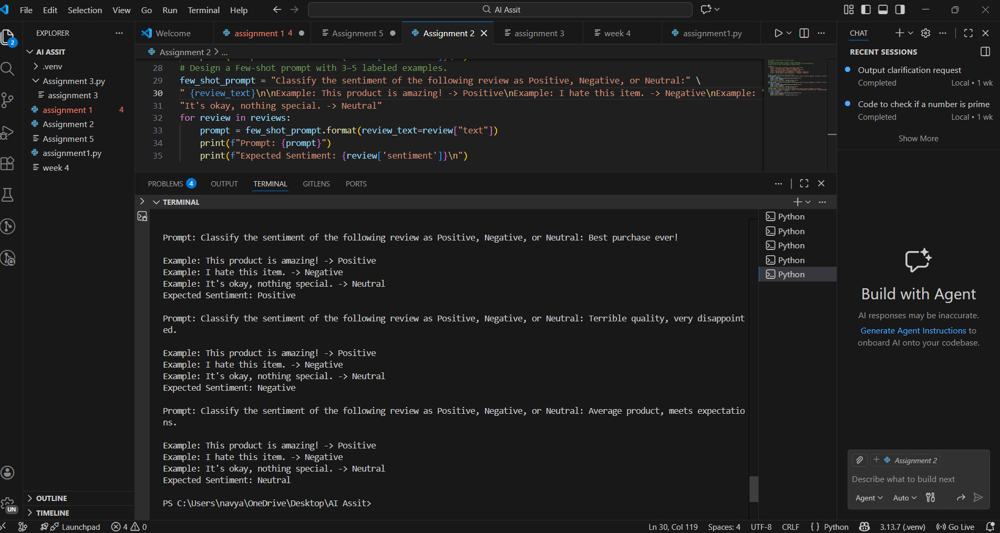 File Edit Selection View Go Run Terminal Help
AI Assit
EXPLORER
2
AI ASSIT
.venv
Assignment 3.py
assignment 3
assignment 1 4
Assignment 2
Assignment 5
assignment1.py
week 4
OUTLINE
TIMELINE
UN
Welcome
assignment 1 4
Assignment 5
Assignment 2
assignment 3
week 4
assignment1.py
Assignment 2 > ...
28 # Design a Few-shot prompt with 3–5 labeled examples.
29 few_shot_prompt = "Classify the sentiment of the following review as Positive, Negative, or Neutral:" \
30 " {review_text}\n\nExample: This product is amazing! -> Positive\nExample: I hate this item. -> Negative\nExample: "
31 "It's okay, nothing special. -> Neutral"
32 for review in reviews:
33 prompt = few_shot_prompt.format(review_text=review["text"])
34 print(f"Prompt: {prompt}")
35 print(f"Expected Sentiment: {review['sentiment']}\n")
PROBLEMS 4 OUTPUT TERMINAL GITLENS PORTS
TERMINAL
Prompt: Classify the sentiment of the following review as Positive, Negative, or Neutral: Best purchase ever!
Example: This product is amazing! -> Positive
Example: I hate this item. -> Negative
Example: It's okay, nothing special. -> Neutral
Expected Sentiment: Positive
Prompt: Classify the sentiment of the following review as Positive, Negative, or Neutral: Terrible quality, very disappoint
ed.
Example: This product is amazing! -> Positive
Example: I hate this item. -> Negative
Example: It's okay, nothing special. -> Neutral
Expected Sentiment: Negative
Prompt: Classify the sentiment of the following review as Positive, Negative, or Neutral: Average product, meets expectatio
ns.
Example: This product is amazing! -> Positive
Example: I hate this item. -> Negative
Example: It's okay, nothing special. -> Neutral
Expected Sentiment: Neutral
PS C:\Users\navya\OneDrive\Desktop\AI Assit>
Python
Python
Python
Python
Python
CHAT
RECENT SESSIONS
Output clarification request
Completed Local • 1 wk
Code to check if a number is prime
Completed Local • 1 wk
Show More
Build with Agent
AI responses may be inaccurate.
Generate Agent Instructions to
onboard AI onto your codebase.
Assignment 2
Describe what to build next
Agent Auto
Launchpad 4 0
Ln 30, Col 119 Spaces: 4 UTF-8 CRLF { } Python 3.13.7 (.venv) Go Live